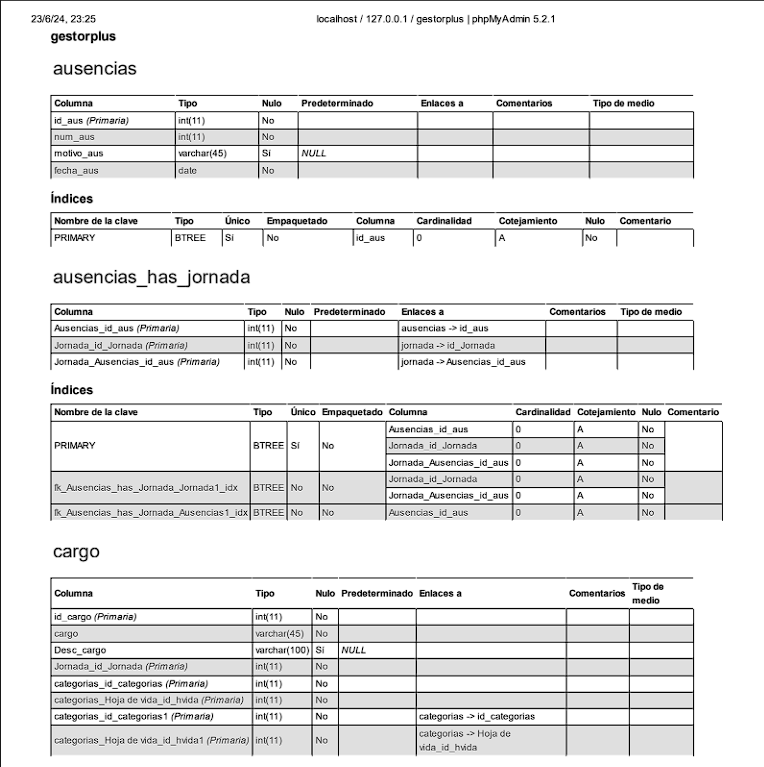 23/6/24, 23:25 localhost / 127.0.0.1 / gestorplus | phpMyAdmin 5.2.1
gestorplus
ausencias
Columna Tipo Nulo Predeterminado Enlaces a Comentarios Tipo de medio
id_aus (Primaria) int(11) No
num_aus int(11) No
motivo_aus varchar(45) Sí NULL
fecha_aus date No
Índices
Nombre de la clave Tipo Único Empaquetado Columna Cardinalidad Cotejamiento Nulo Comentario
PRIMARY BTREE Sí No id_aus 0 A No
ausencias_has_jornada
Columna Tipo Nulo Predeterminado Enlaces a Comentarios Tipo de medio
Ausencias_id_aus (Primaria) int(11) No ausencias -> id_aus
Jornada_id_Jornada (Primaria) int(11) No jornada -> id_Jornada
Jornada_Ausencias_id_aus (Primaria) int(11) No jornada -> Ausencias_id_aus
Índices
Nombre de la clave Tipo Único Empaquetado Columna Cardinalidad Cotejamiento Nulo Comentario
PRIMARY BTREE Sí No Ausencias_id_aus 0 A No
Jornada_id_Jornada 0 A No
Jornada_Ausencias_id_aus 0 A No
fk_Ausencias_has_Jornada_Jornada1_idx BTREE No No Jornada_id_Jornada 0 A No
Jornada_Ausencias_id_aus 0 A No
fk_Ausencias_has_Jornada_Ausencias1_idx BTREE No No Ausencias_id_aus 0 A No
cargo
Columna Tipo Nulo Predeterminado Enlaces a Comentarios Tipo de
medio
id_cargo (Primaria) int(11) No
cargo varchar(45) No
Desc_cargo varchar(100) Sí NULL
Jornada_id_Jornada (Primaria) int(11) No
categorias_id_categorias (Primaria) int(11) No
categorias_Hoja de vida_id_hvida (Primaria) int(11) No
categorias_id_categorias1 (Primaria) int(11) No categorias -> id_categorias
categorias_Hoja de vida_id_hvida1 (Primaria) int(11) No categorias -> Hoja de
vida_id_hvida